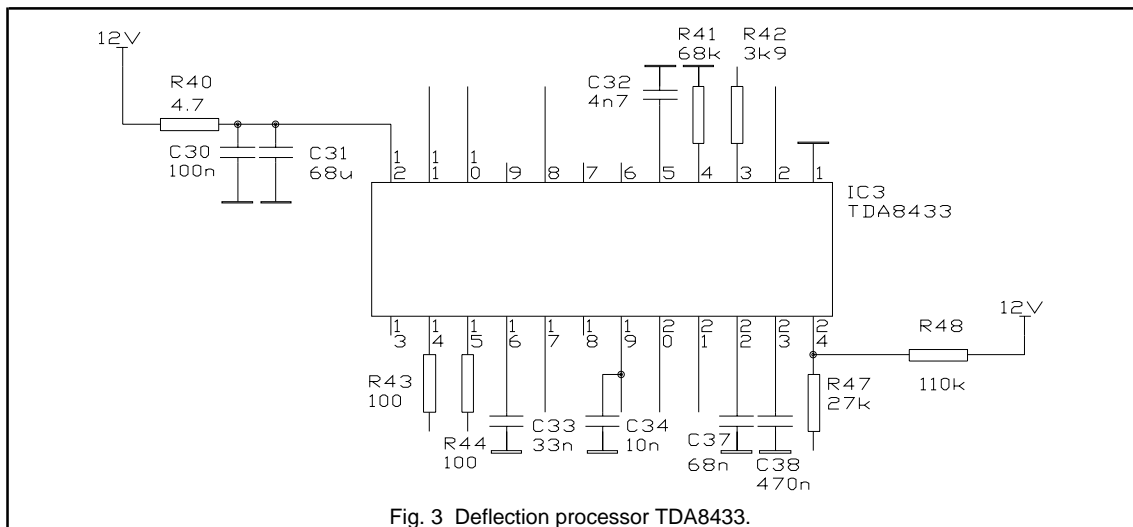 12V
R40
4.7
C30
100n
C31
68u
C32
4n7
R41
68k
R42
3k9
12 11 10 9 8 7 6 5 4 3 2 1
IC3
TDA8433
13 14 15 16 17 18 19 20 21 22 23 24
R43
100
R44
100
C33
33n
C34
10n
C37
68n
C38
470n
R47
27k
R48
110k
12V
Fig. 3 Deflection processor TDA8433.